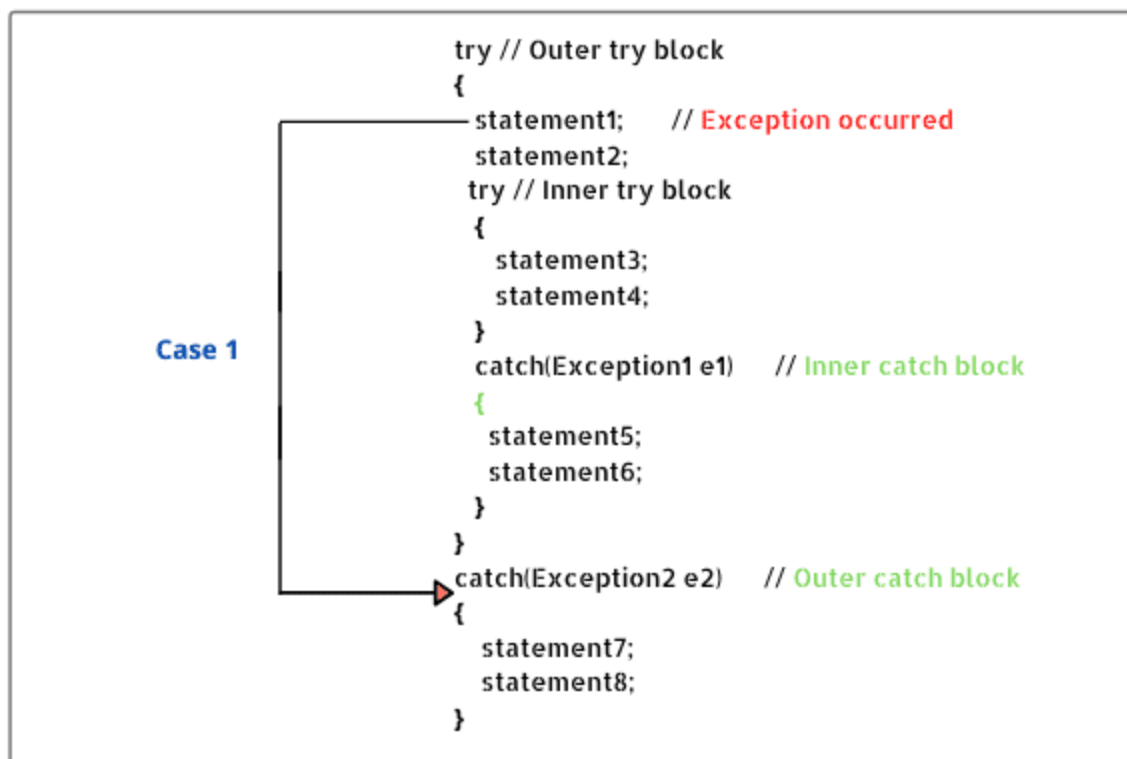 try // Outer try block
{
statement1; // Exception occurred
statement2;
try // Inner try block
{
statement3;
statement4;
}
Case 1
catch(Exception1 e1) // Inner catch block
{
statement5;
statement6;
}
}
catch(Exception2 e2) // Outer catch block
{
statement7;
statement8;
}